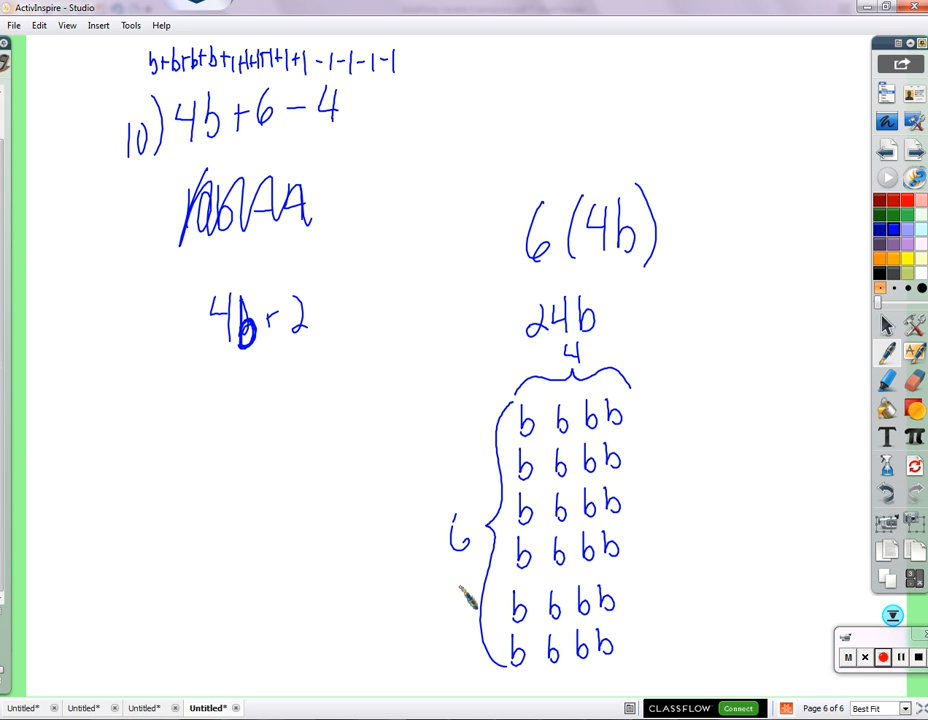 ActivInspire - Studio
File Edit View Insert Tools Help
b+b+b+b+1+1+1+1+1+1-1-1-1-1
10) 4b+6-4
4b+2
6(4b)
24b
4
b b b b
b b b b
b b b b
b b b b
6
b b b b
b b b b
Untitled* Untitled* Untitled* Untitled*
CLASSFLOW Connect
Page 6 of 6
Best Fit